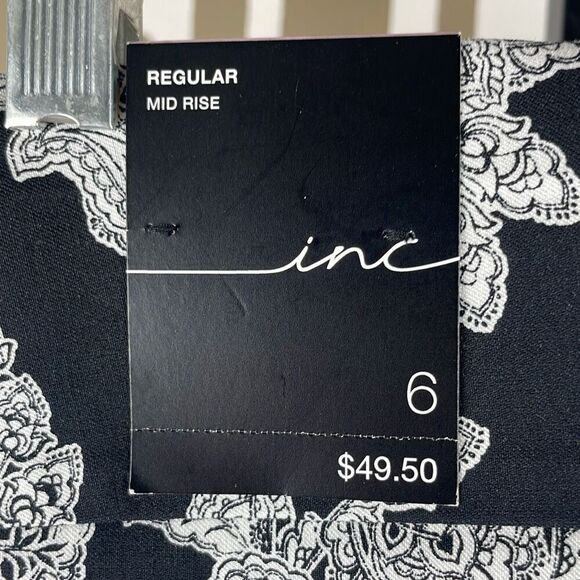 REGULAR
MID RISE
inc
6
$49.50